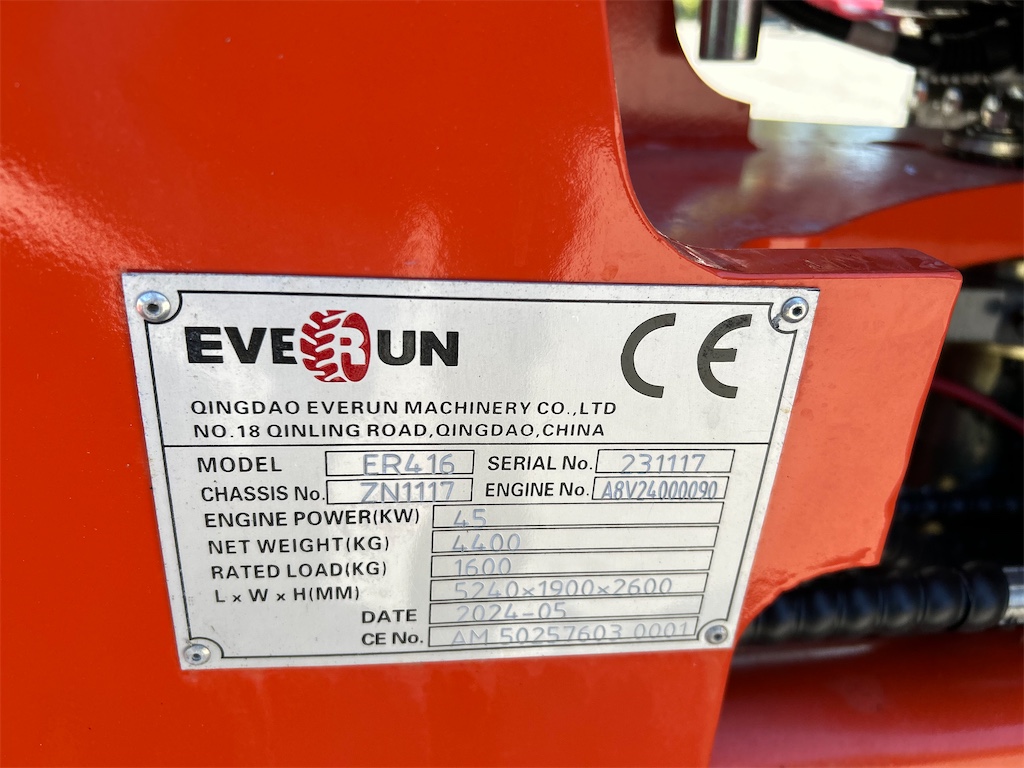 EVERUN CE
QINGDAO EVERUN MACHINERY CO.,LTD
NO.18 QINLING ROAD,QINGDAO,CHINA
MODEL ER416 SERIAL No. 231117
CHASSIS No. ZN1117 ENGINE No. A8V24000090
ENGINE POWER(KW) 45
NET WEIGHT(KG) 4400
RATED LOAD(KG) 1600
L x W x H(MM) 5240x1900x2600
DATE 2024-05
CE No. AM 50257603 0001